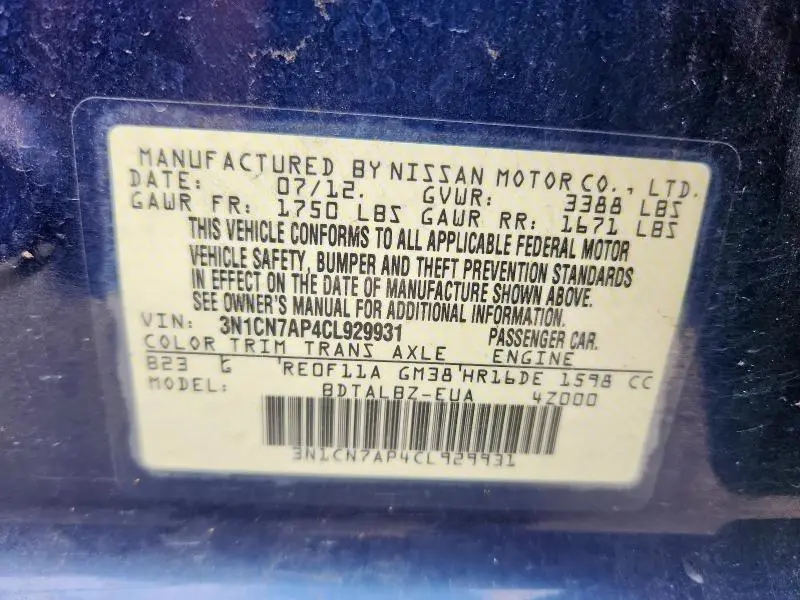 MANUFACTURED BY NISSAN MOTOR CO., LTD.
DATE: 07/12. GVWR: 3388 LBS
GAWR FR: 1750 LBS GAWR RR: 1671 LBS
THIS VEHICLE CONFORMS TO ALL APPLICABLE FEDERAL MOTOR
VEHICLE SAFETY, BUMPER AND THEFT PREVENTION STANDARDS
IN EFFECT ON THE DATE OF MANUFACTURE SHOWN ABOVE.
SEE OWNER'S MANUAL FOR ADDITIONAL INFORMATION.
VIN: 3N1CN7AP4CL929931 PASSENGER CAR.
COLOR TRIM TRANS AXLE ENGINE
B23 G 'RE0F11A GM38'HR16DE 1598 CC
MODEL: BDTALBZ-EUA 4Z000
3N1CN7AP4CL929931